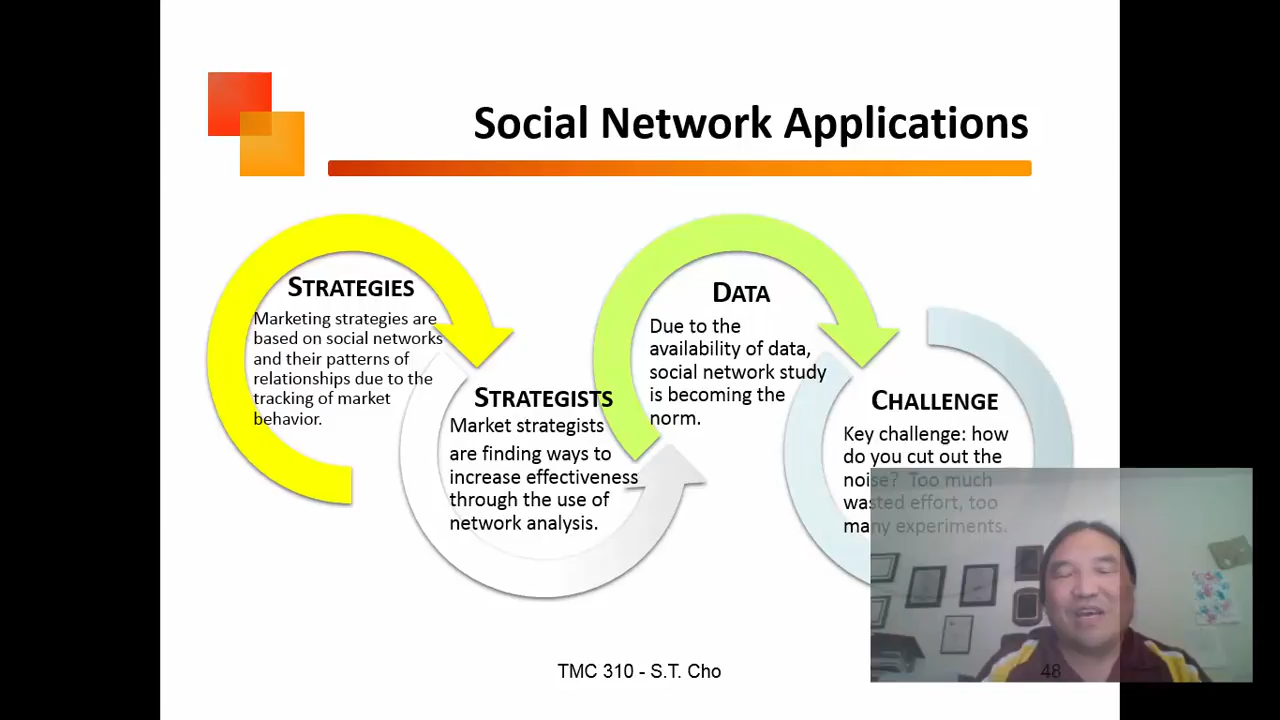 Social Network Applications
STRATEGIES
Marketing strategies are
based on social networks
and their patterns of
relationships due to the
tracking of market
behavior.
STRATEGISTS
Market strategists
are finding ways to
increase effectiveness
through the use of
network analysis.
DATA
Due to the
availability of data,
social network study
is becoming the
norm.
CHALLENGE
Key challenge: how
do you cut out the
noise? Too much
wasted effort, too
many experiments.
TMC 310 - S.T. Cho
48